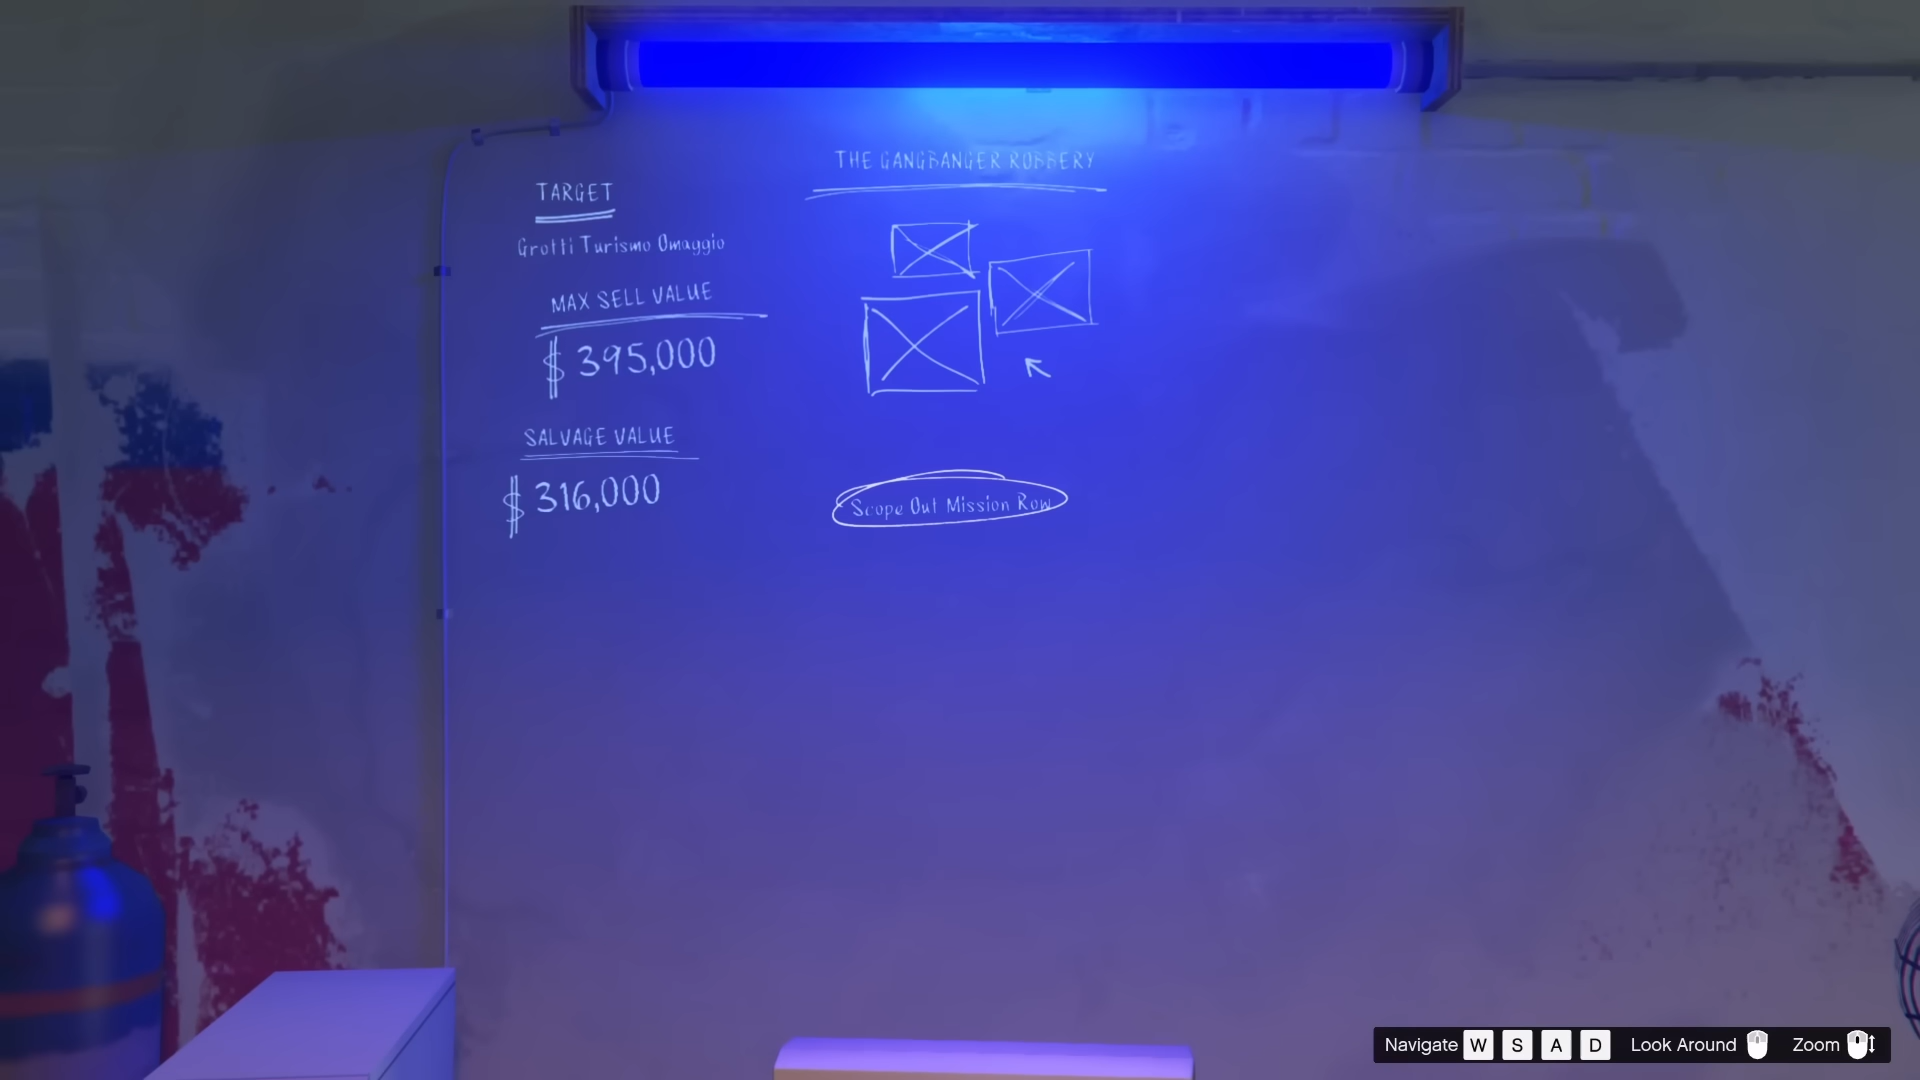 THE GANGBANGER ROBBERY
TARGET
Grotti Turismo Omaggio
MAX SELL VALUE
$ 395,000
SALVAGE VALUE
$ 316,000
Scope Out Mission Row
Navigate W S A D Look Around Zoom